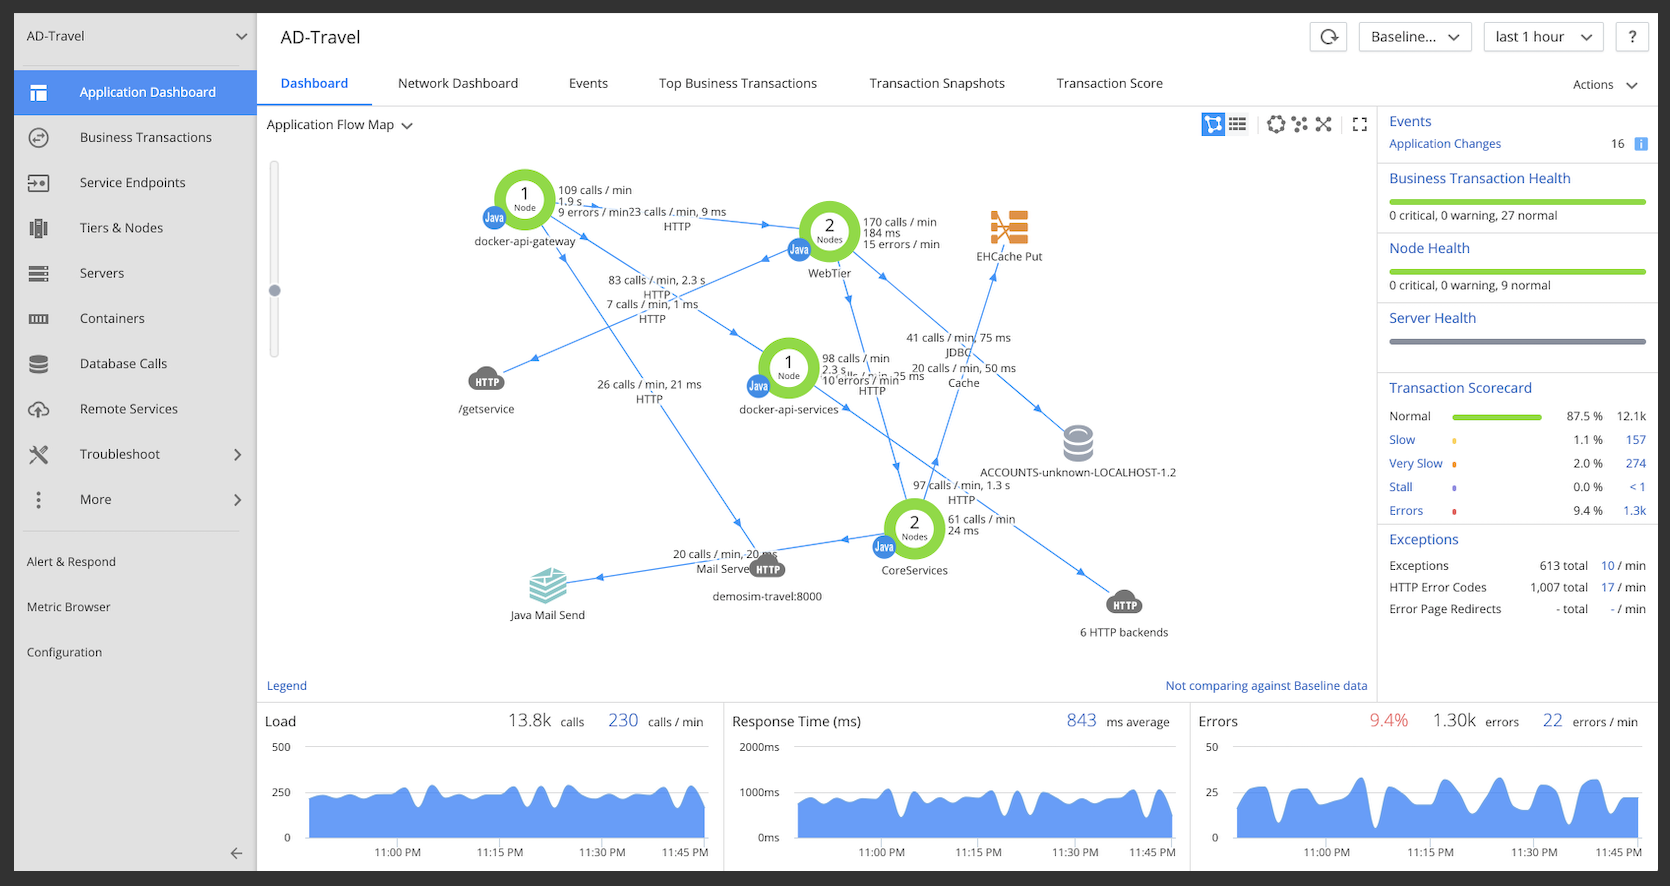 AD-Travel
Application Dashboard
Business Transactions
Service Endpoints
Tiers & Nodes
Servers
Containers
Database Calls
Remote Services
Troubleshoot
More
Alert & Respond
Metric Browser
Configuration
AD-Travel
Baseline...
last 1 hour
?
Dashboard
Network Dashboard
Events
Top Business Transactions
Transaction Snapshots
Transaction Score
Actions
Application Flow Map
1
Node
Java
docker-api-gateway
109 calls / min
1.9 s
9 errors / min
23 calls / min, 9 ms
HTTP
2
Nodes
Java
WebTier
170 calls / min
184 ms
15 errors / min
EHCache Put
83 calls / min, 2.3 s
HTTP
7 calls / min, 1 ms
HTTP
41 calls / min, 75 ms
JDBC
20 calls / min, 50 ms
Cache
1
Node
Java
docker-api-services
98 calls / min
2.3 s
10 errors / min
25 ms
HTTP
HTTP
/getservice
26 calls / min, 21 ms
HTTP
ACCOUNTS-unknown-LOCALHOST-1.2
97 calls / min, 1.3 s
HTTP
2
Nodes
Java
CoreServices
61 calls / min
24 ms
20 calls / min, 20 ms
Mail Serve
HTTP
demosim-travel:8000
Java Mail Send
HTTP
6 HTTP backends
Legend
Not comparing against Baseline data
Events
Application Changes 16 i
Business Transaction Health
0 critical, 0 warning, 27 normal
Node Health
0 critical, 0 warning, 9 normal
Server Health
Transaction Scorecard
Normal 87.5 % 12.1k
Slow 1.1 % 157
Very Slow 2.0 % 274
Stall 0.0 % < 1
Errors 9.4 % 1.3k
Exceptions
Exceptions 613 total 10 / min
HTTP Error Codes 1,007 total 17 / min
Error Page Redirects - total - / min
Load 13.8k calls 230 calls / min
500
250
0
11:00 PM 11:15 PM 11:30 PM 11:45 PM
Response Time (ms) 843 ms average
2000ms
1000ms
0ms
11:00 PM 11:15 PM 11:30 PM 11:45 PM
Errors 9.4% 1.30k errors 22 errors / min
50
25
0
11:00 PM 11:15 PM 11:30 PM 11:45 PM